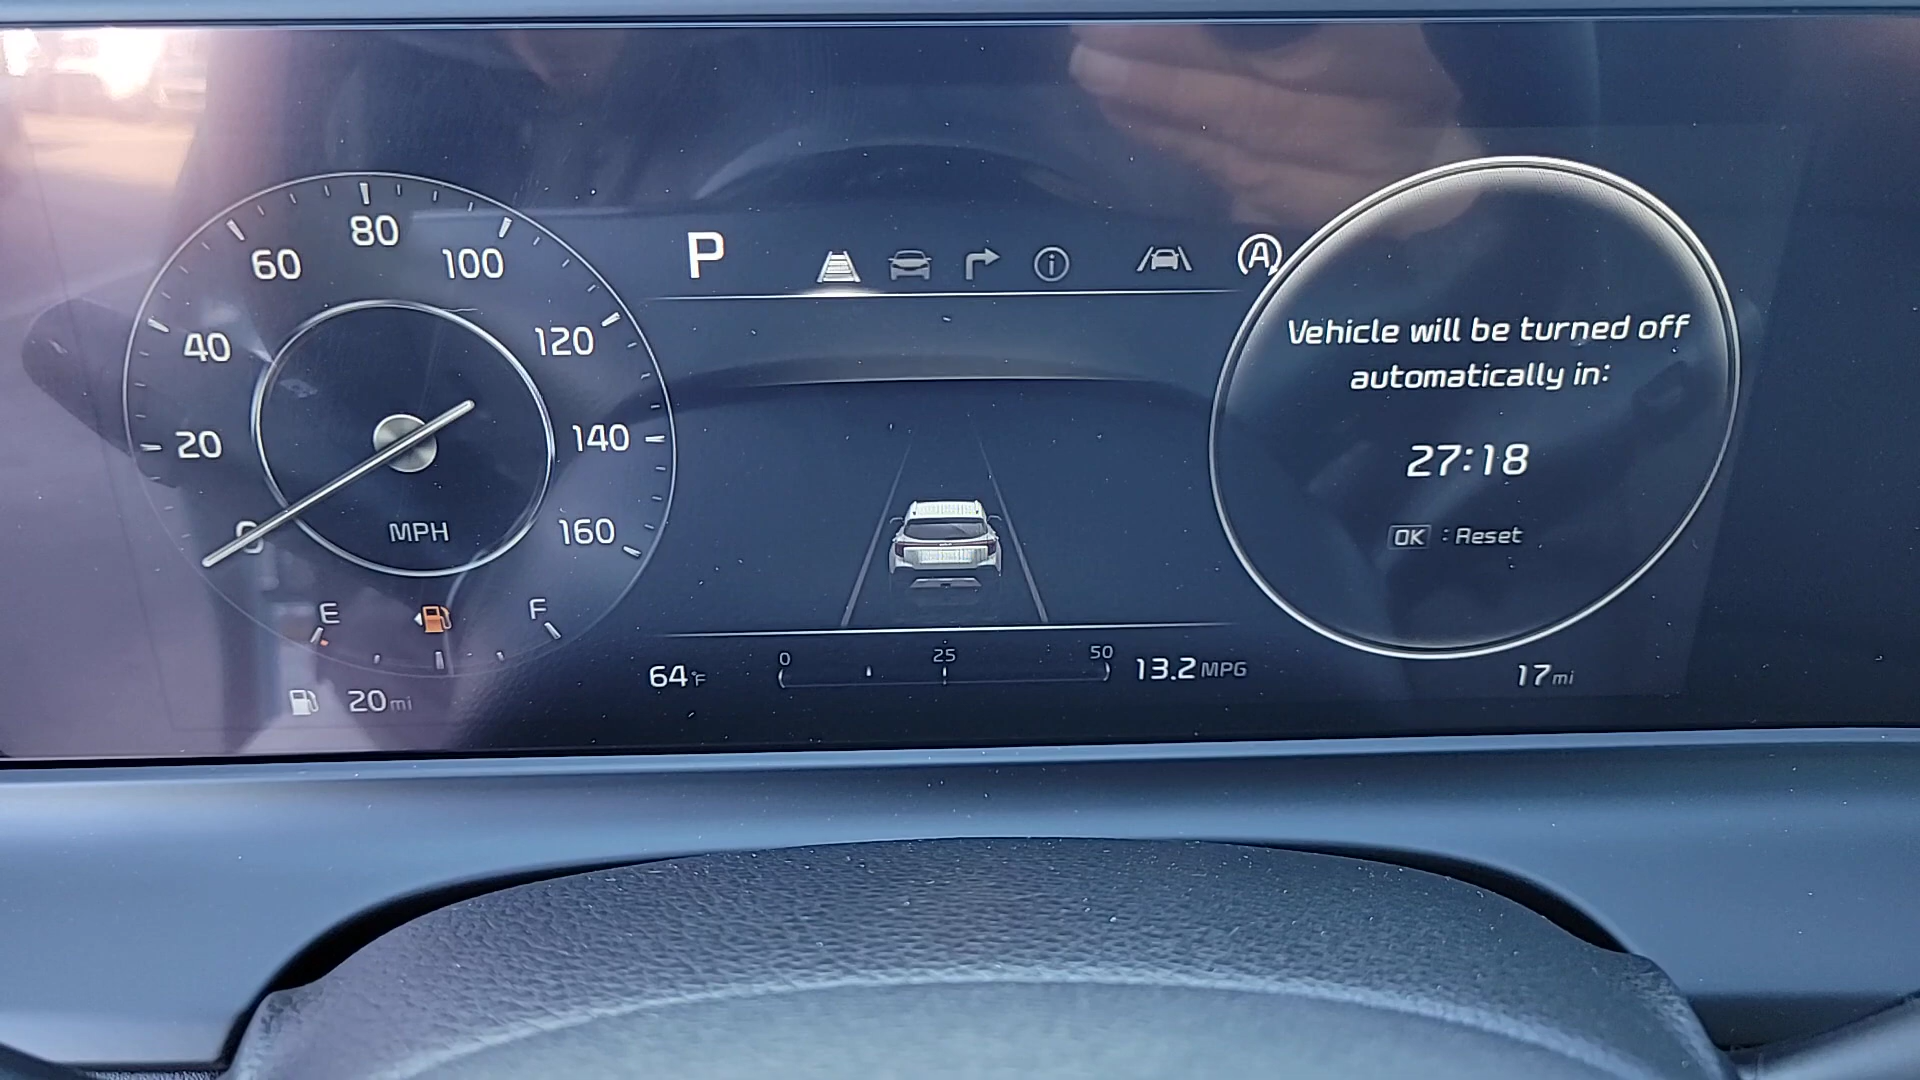 80
60
100
40
120
20
140
0
160
MPH
E
F
20mi
P
A
Vehicle will be turned off
automatically in:
27:18
OK : Reset
64°F
0
25
50
13.2MPG
17mi